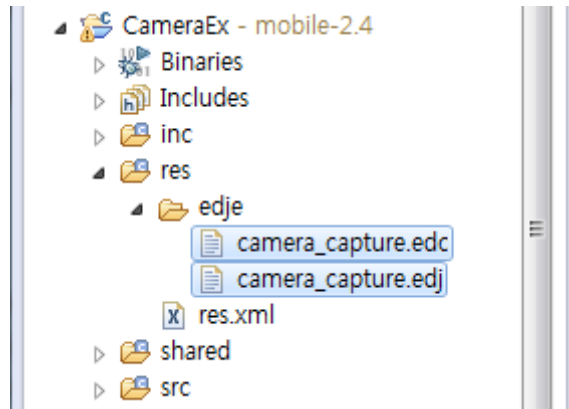 CameraEx - mobile-2.4
Binaries
Includes
inc
res
edje
camera_capture.edc
camera_capture.edj
res.xml
shared
src